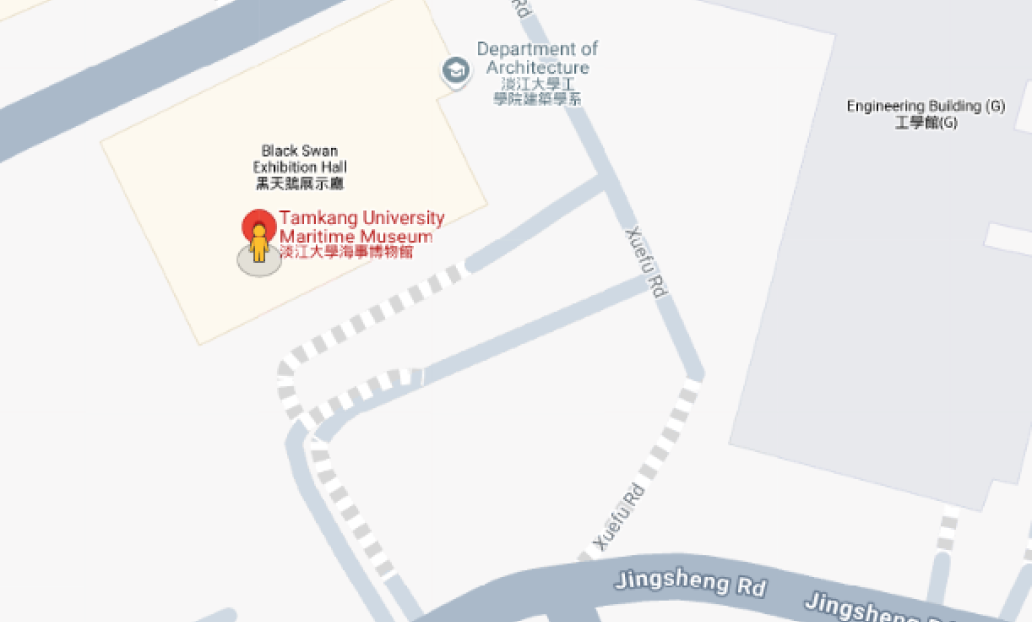 Rd
Department of
Architecture
淡江大學工
學院建築學系
Engineering Building (G)
工學館(G)
Black Swan
Exhibition Hall
黑天鵝展示廳
Tamkang University
Maritime Museum
淡江大學海事博物館
Xuefu Rd
Xuefu Rd
Jingsheng Rd
Jingsheng